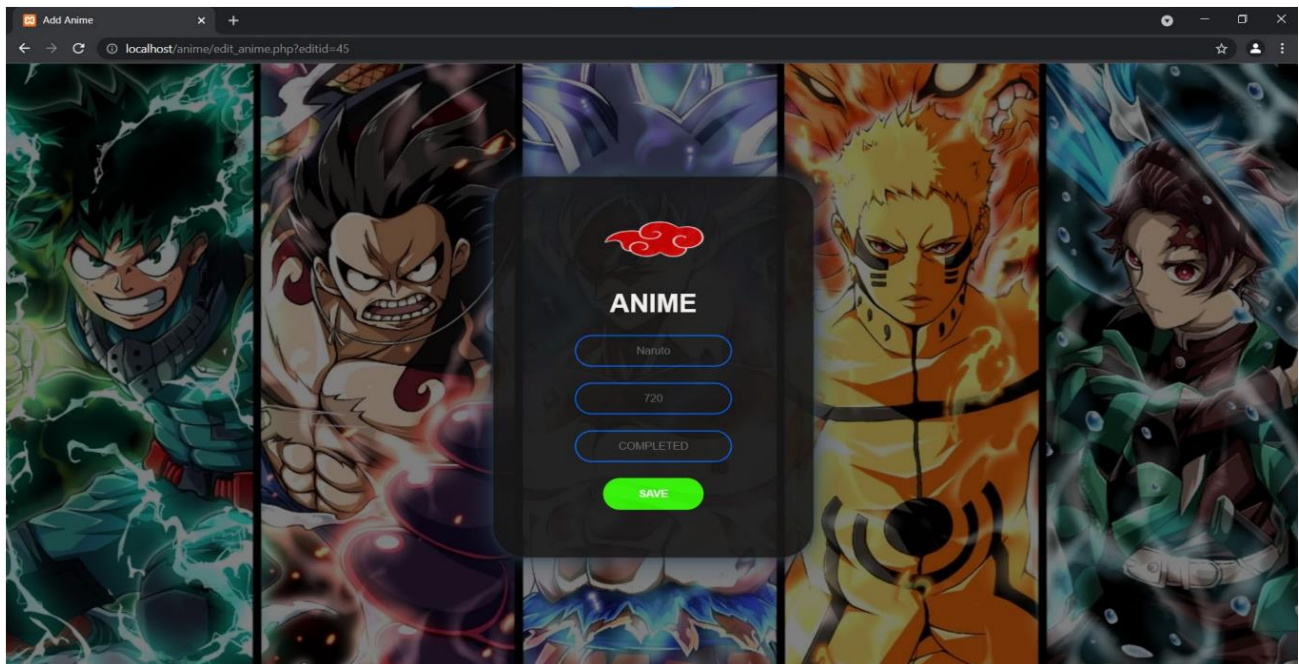 Add Anime
localhost/anime/edit_anime.php?editid=45
ANIME
Naruto
720
COMPLETED
SAVE